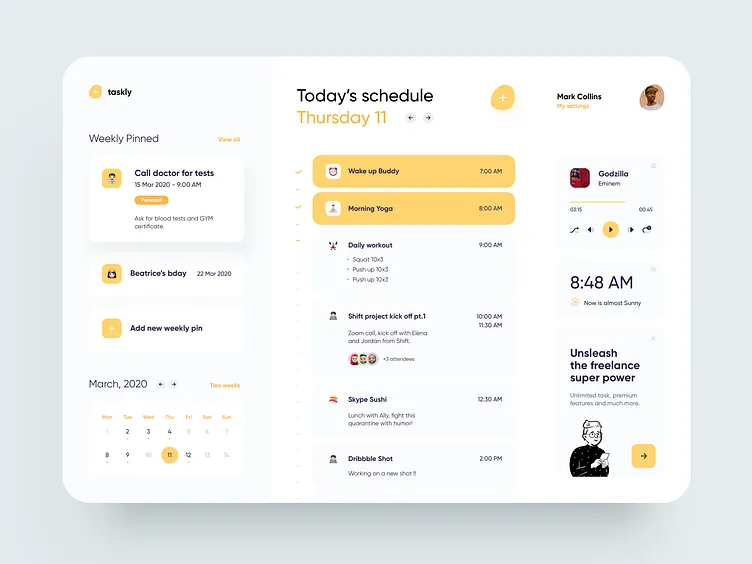 taskly
Weekly Pinned
View all
Call doctor for tests
15 Mar 2020 - 9:00 AM
Personal
Ask for blood tests and GYM
certificate.
Beatrice's bday
22 Mar 2020
Add new weekly pin
March, 2020
Two weeks
Mon Tue Wed Thu Fri Sat Sun
1 2 3 4 5 6 7
8 9 10 11 12 13 14
Today's schedule
Thursday 11
Wake up Buddy
7:00 AM
Morning Yoga
8:00 AM
Daily workout
9:00 AM
Squat 10x3
Push up 10x3
Push up 10x3
Shift project kick off pt.1
10:00 AM
11:30 AM
Zoom call, kick off with Elena
and Jordan from Shift.
+3 attendees
Skype Sushi
12:30 AM
Lunch with Ally, fight this
quarantine with humor!
Dribbble Shot
2:00 PM
Working on a new shot !!
Mark Collins
My settings
Godzilla
Eminem
03:15
00:45
8:48 AM
Now is almost Sunny
Unsleash
the freelance
super power
Unlimited task, premium
features and much more.